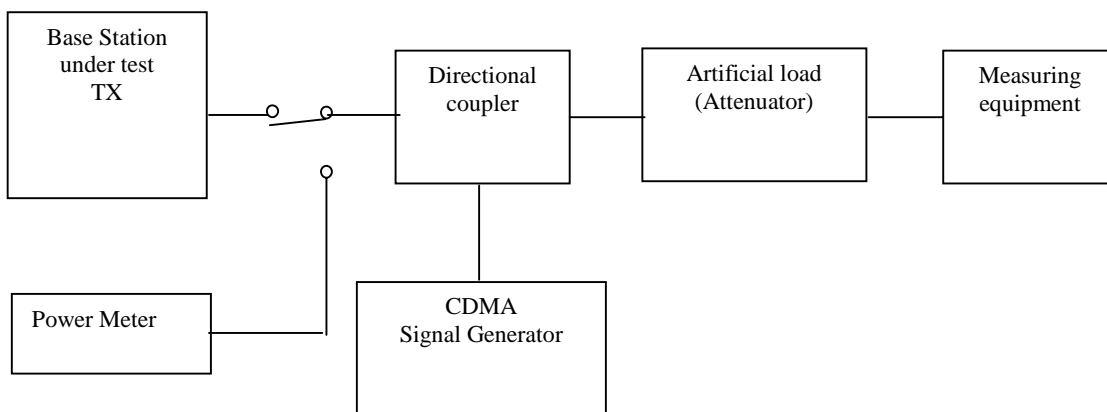 Base Station
under test
TX
Directional
coupler
Artificial load
(Attenuator)
Measuring
equipment
Power Meter
CDMA
Signal Generator